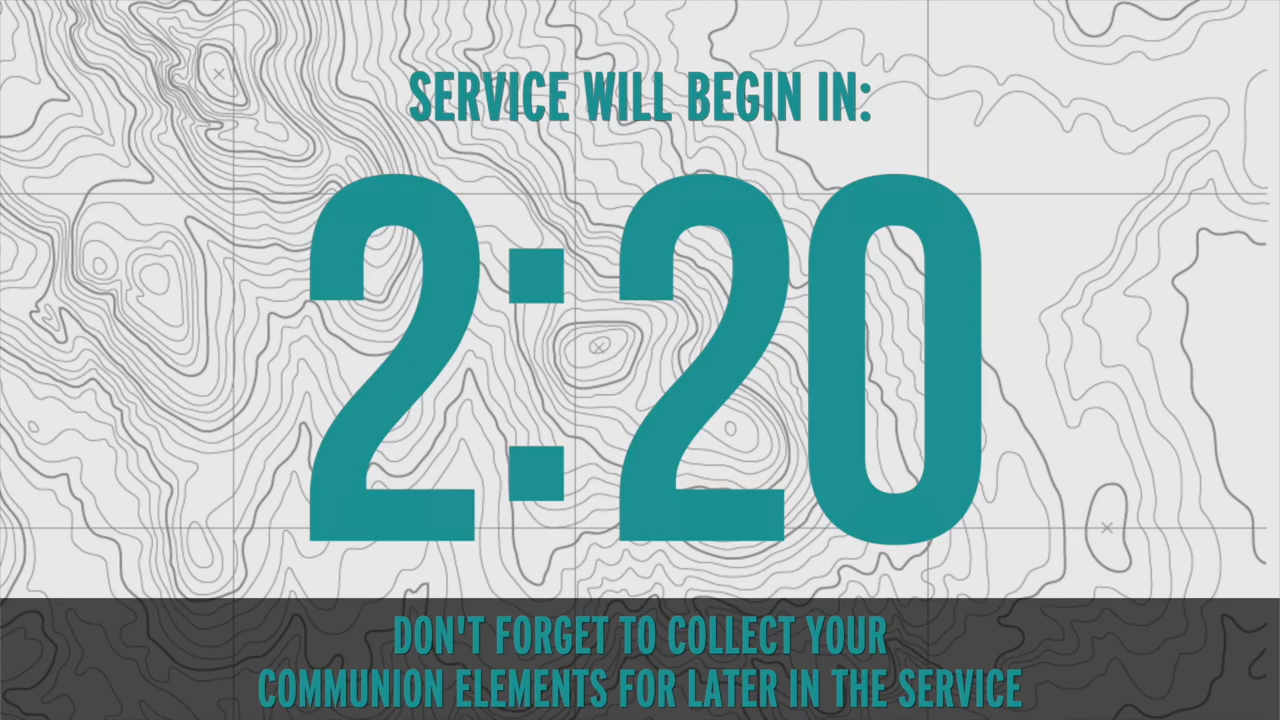 SERVICE WILL BEGIN IN:
2:20
DON'T FORGET TO COLLECT YOUR
COMMUNION ELEMENTS FOR LATER IN THE SERVICE